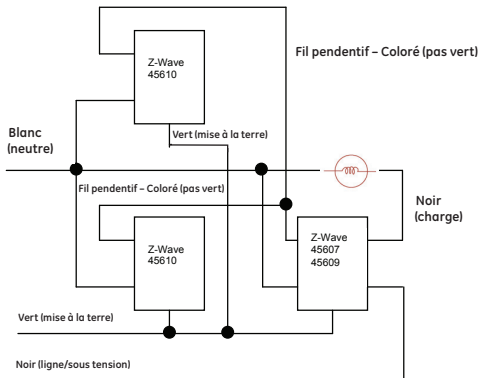 Z-Wave
45610
Fil pendentif – Coloré (pas vert)
Blanc
(neutre)
Vert (mise à la terre)
Fil pendentif – Coloré (pas vert)
Noir
(charge)
Z-Wave
45610
Z-Wave
45607
45609
Vert (mise à la terre)
Noir (ligne/sous tension)